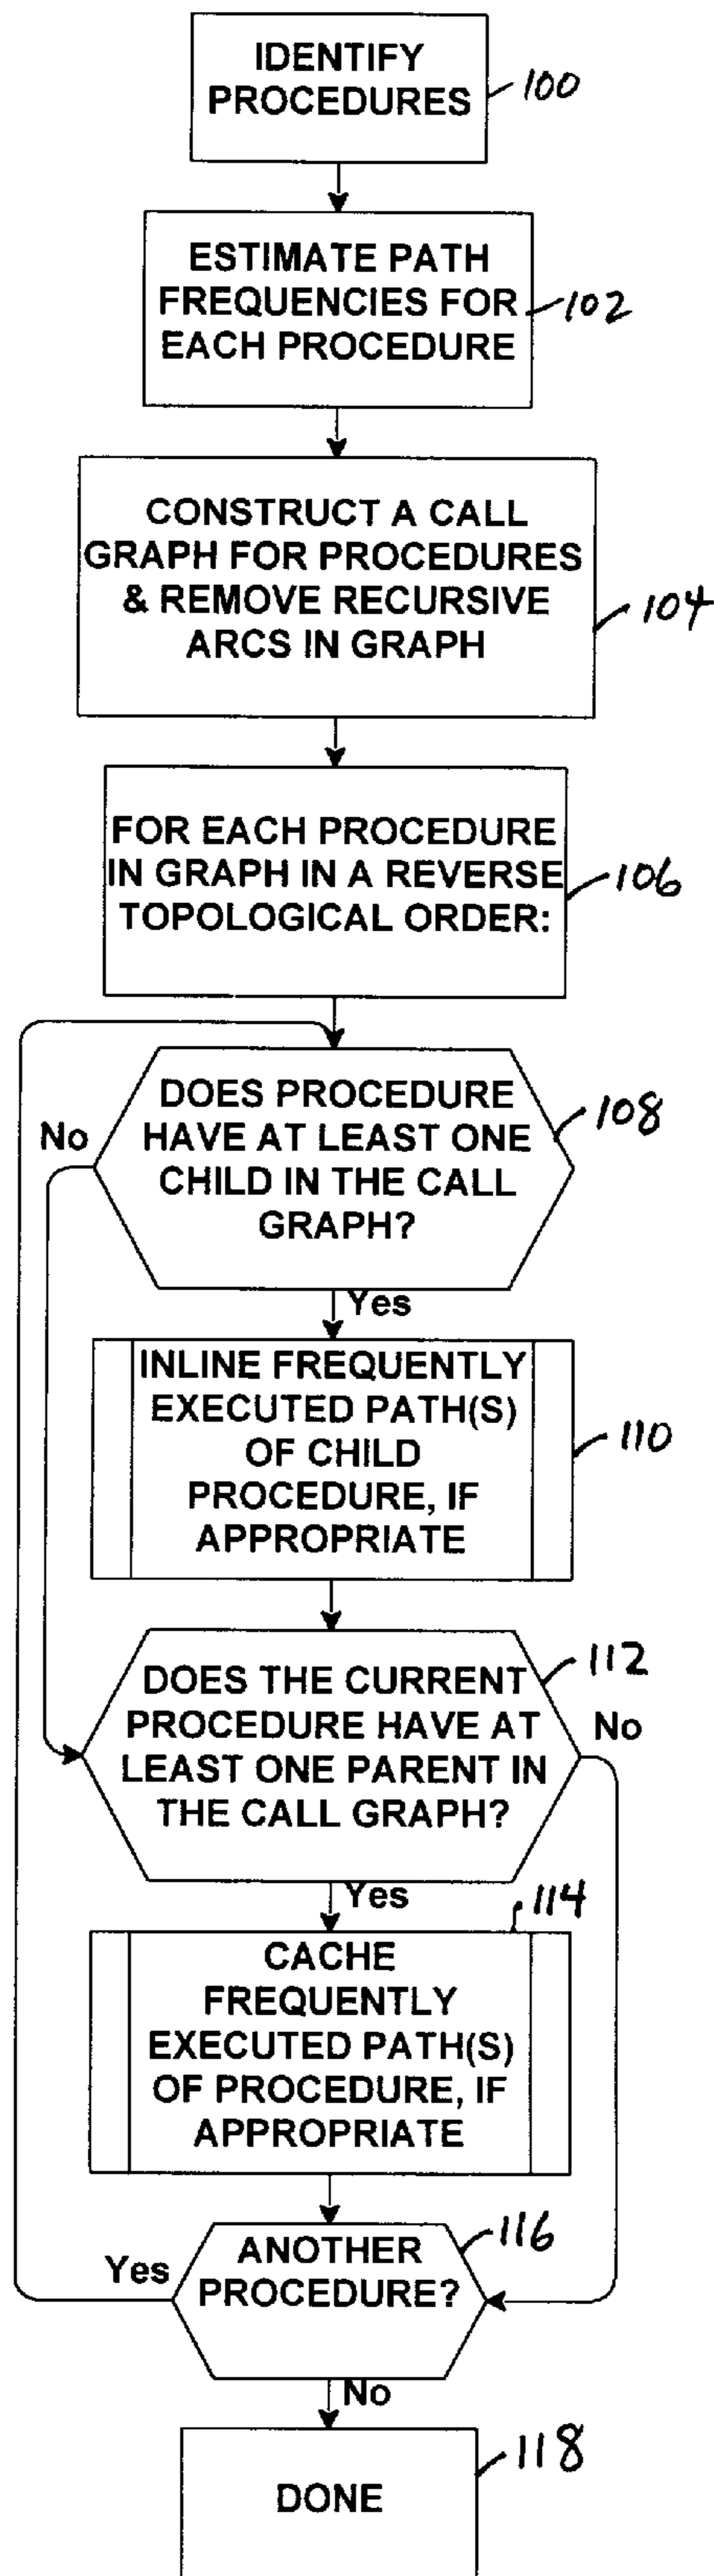 IDENTIFY
PROCEDURES
100
ESTIMATE PATH
FREQUENCIES FOR
EACH PROCEDURE
102
CONSTRUCT A CALL
GRAPH FOR PROCEDURES
& REMOVE RECURSIVE
ARCS IN GRAPH
104
FOR EACH PROCEDURE
IN GRAPH IN A REVERSE
TOPOLOGICAL ORDER:
106
DOES PROCEDURE
HAVE AT LEAST ONE
CHILD IN THE CALL
GRAPH?
108
No
Yes
INLINE FREQUENTLY
EXECUTED PATH(S)
OF CHILD
PROCEDURE, IF
APPROPRIATE
110
DOES THE CURRENT
PROCEDURE HAVE AT
LEAST ONE PARENT IN
THE CALL GRAPH?
112
No
Yes
114
CACHE
FREQUENTLY
EXECUTED PATH(S)
OF PROCEDURE, IF
APPROPRIATE
ANOTHER
PROCEDURE?
116
Yes
No
DONE
118